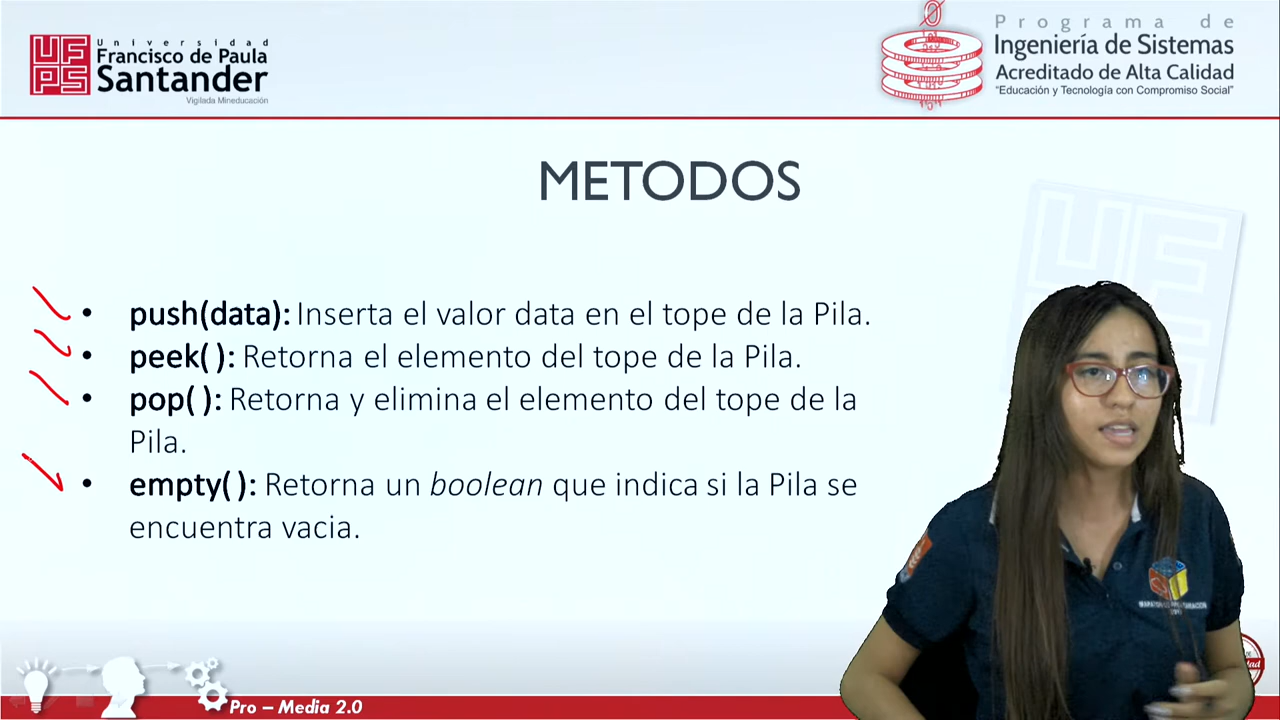 Universidad
Francisco de Paula
Santander
Vigilada Mineducación
UFPS
Programa de
Ingeniería de Sistemas
Acreditado de Alta Calidad
"Educación y Tecnología con Compromiso Social"
METODOS
• push(data): Inserta el valor data en el tope de la Pila.
• peek( ): Retorna el elemento del tope de la Pila.
• pop( ): Retorna y elimina el elemento del tope de la
Pila.
• empty( ): Retorna un boolean que indica si la Pila se
encuentra vacia.
Pro – Media 2.0